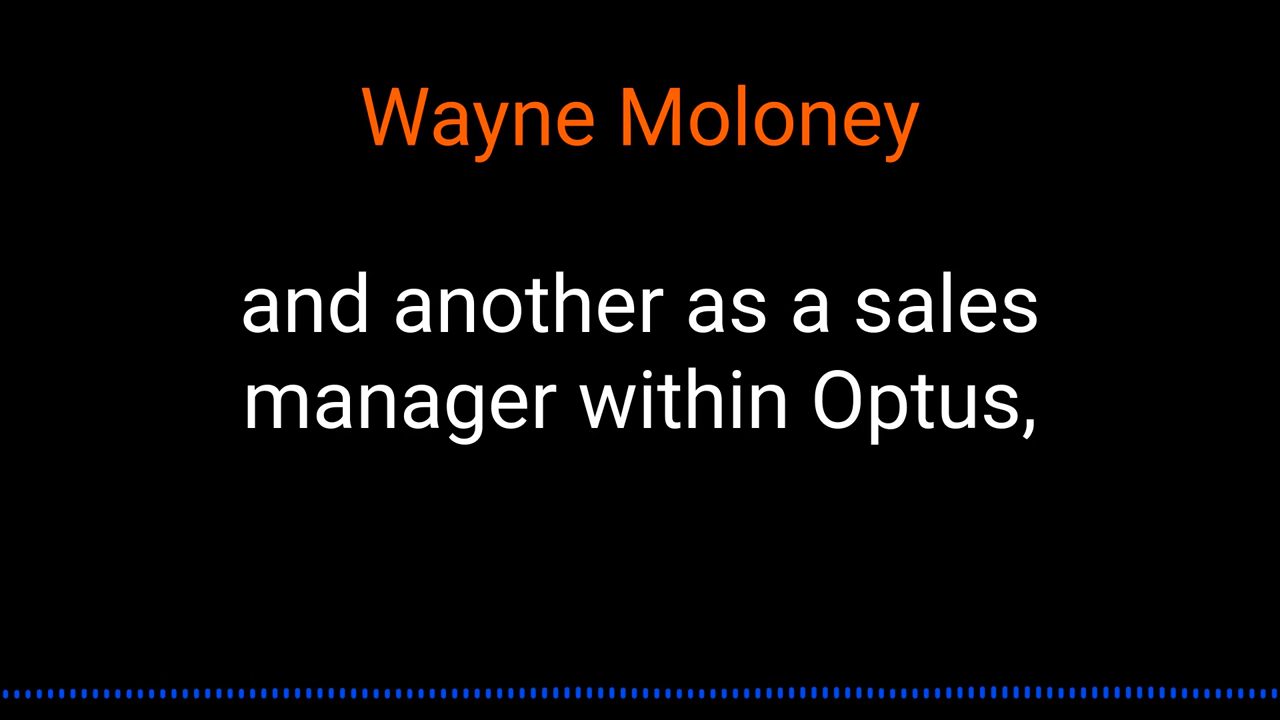 Wayne Moloney
and another as a sales
manager within Optus,